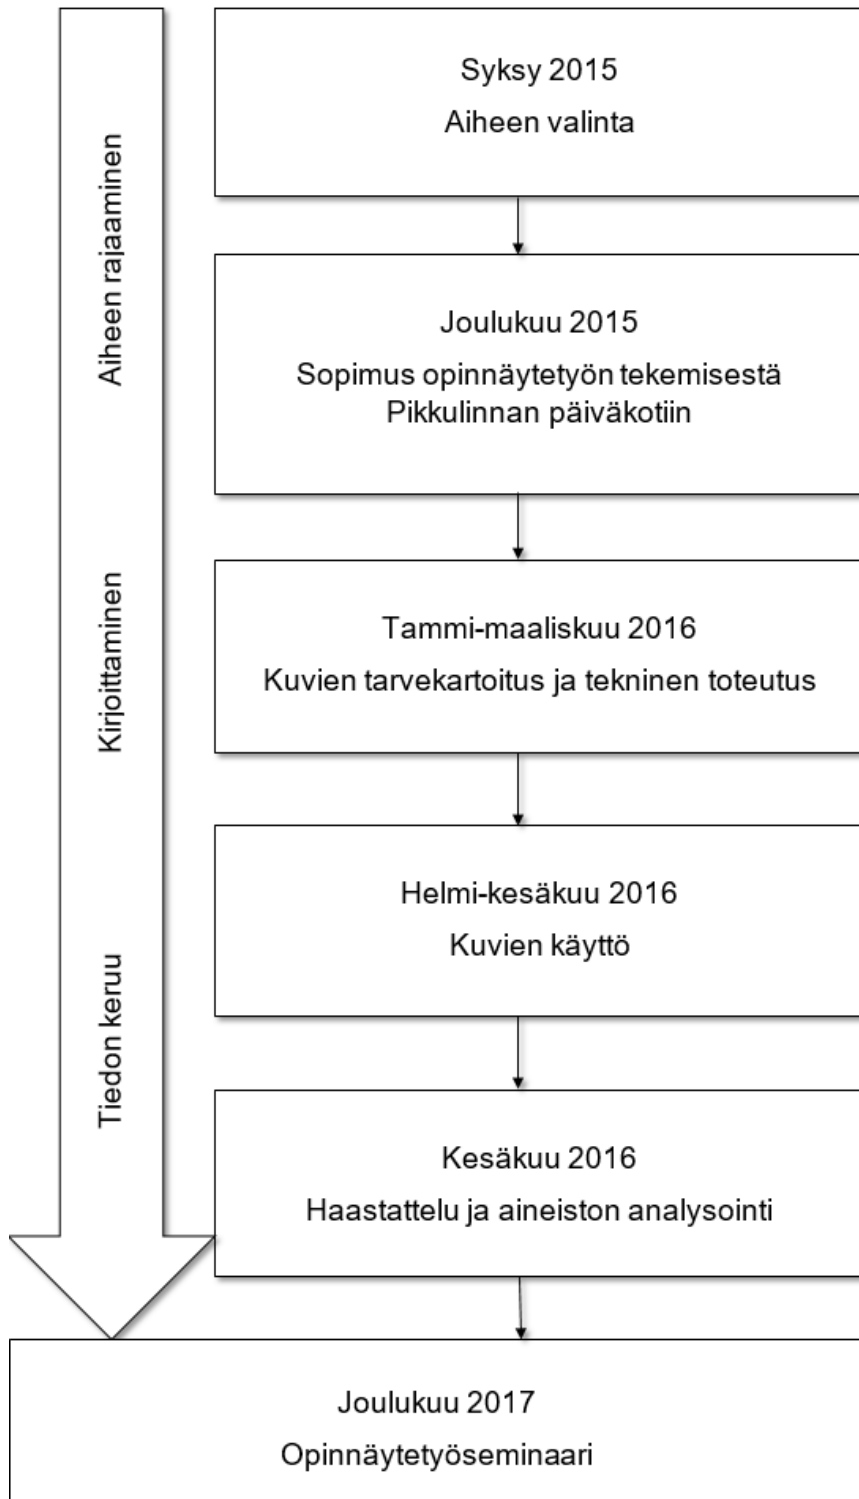 Syksy 2015
Aiheen valinta
Aiheen rajaaminen
Joulukuu 2015
Sopimus opinnäytetyön tekemisestä
Pikkulinnan päiväkotiin
Kirjoittaminen
Tammi-maaliskuu 2016
Kuvien tarvekartoitus ja tekninen toteutus
Helmi-kesäkuu 2016
Kuvien käyttö
Tiedon keruu
Kesäkuu 2016
Haastattelu ja aineiston analysointi
Joulukuu 2017
Opinnäytetyöseminaari